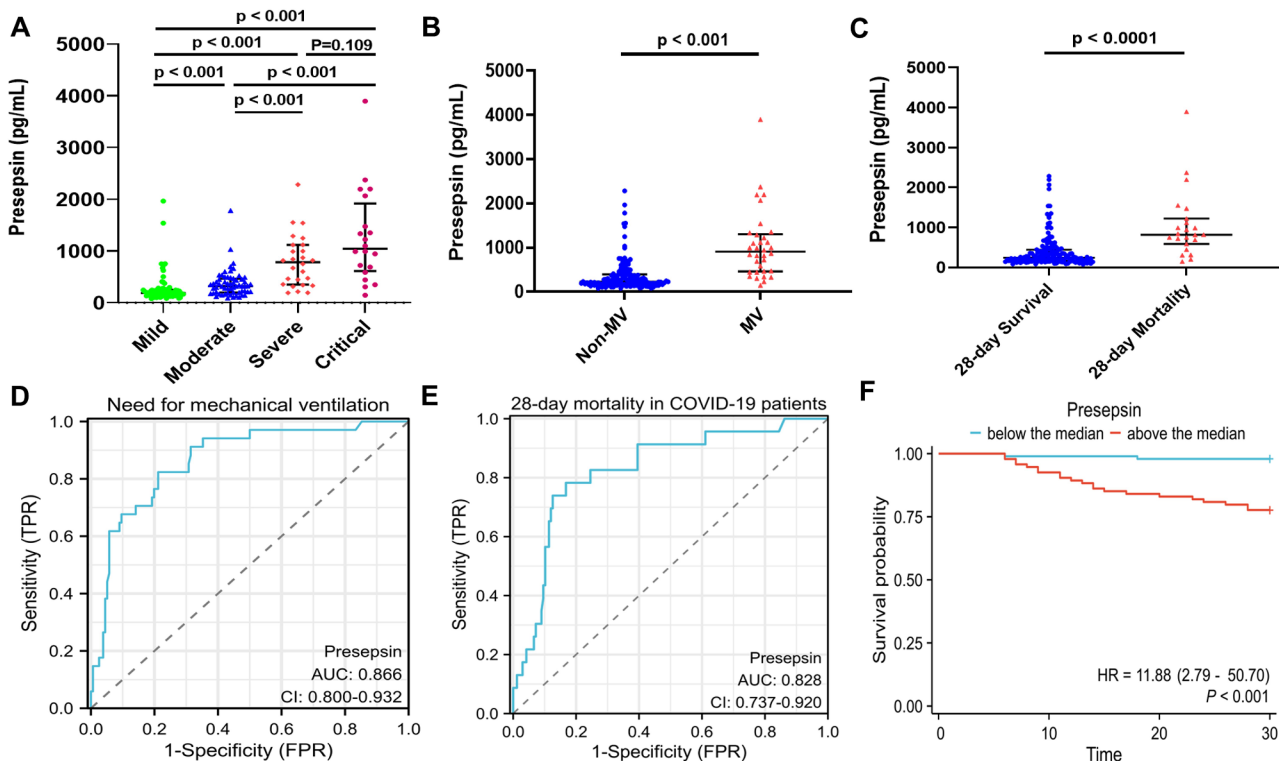 A
p < 0.001
p < 0.001
P=0.109
p < 0.001
p < 0.001
p < 0.001
Presepsin (pg/mL)
5000
4000
3000
2000
1000
0
Mild
Moderate
Severe
Critical
B
p < 0.001
Presepsin (pg/mL)
5000
4000
3000
2000
1000
0
Non-MV
MV
C
p < 0.0001
Presepsin (pg/mL)
5000
4000
3000
2000
1000
0
28-day Survival
28-day Mortality
D
Need for mechanical ventilation
Sensitivity (TPR)
1.0
0.8
0.6
0.4
0.2
0.0
Presepsin
AUC: 0.866
CI: 0.800-0.932
0.0 0.2 0.4 0.6 0.8 1.0
1-Specificity (FPR)
E
28-day mortality in COVID-19 patients
Sensitivity (TPR)
1.0
0.8
0.6
0.4
0.2
0.0
Presepsin
AUC: 0.828
CI: 0.737-0.920
0.0 0.2 0.4 0.6 0.8 1.0
1-Specificity (FPR)
F
Presepsin
below the median above the median
Survival probability
1.00
0.75
0.50
0.25
0.00
HR = 11.88 (2.79 - 50.70)
P < 0.001
0 10 20 30
Time